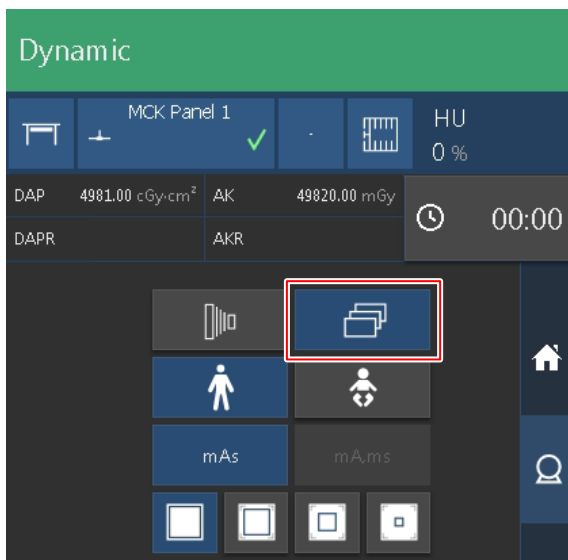 Dynamic
MCK Panel 1
HU
0 %
DAP 4981.00 cGy·cm² AK 49820.00 mGy
00:00
DAPR AKR
mAs mA,ms